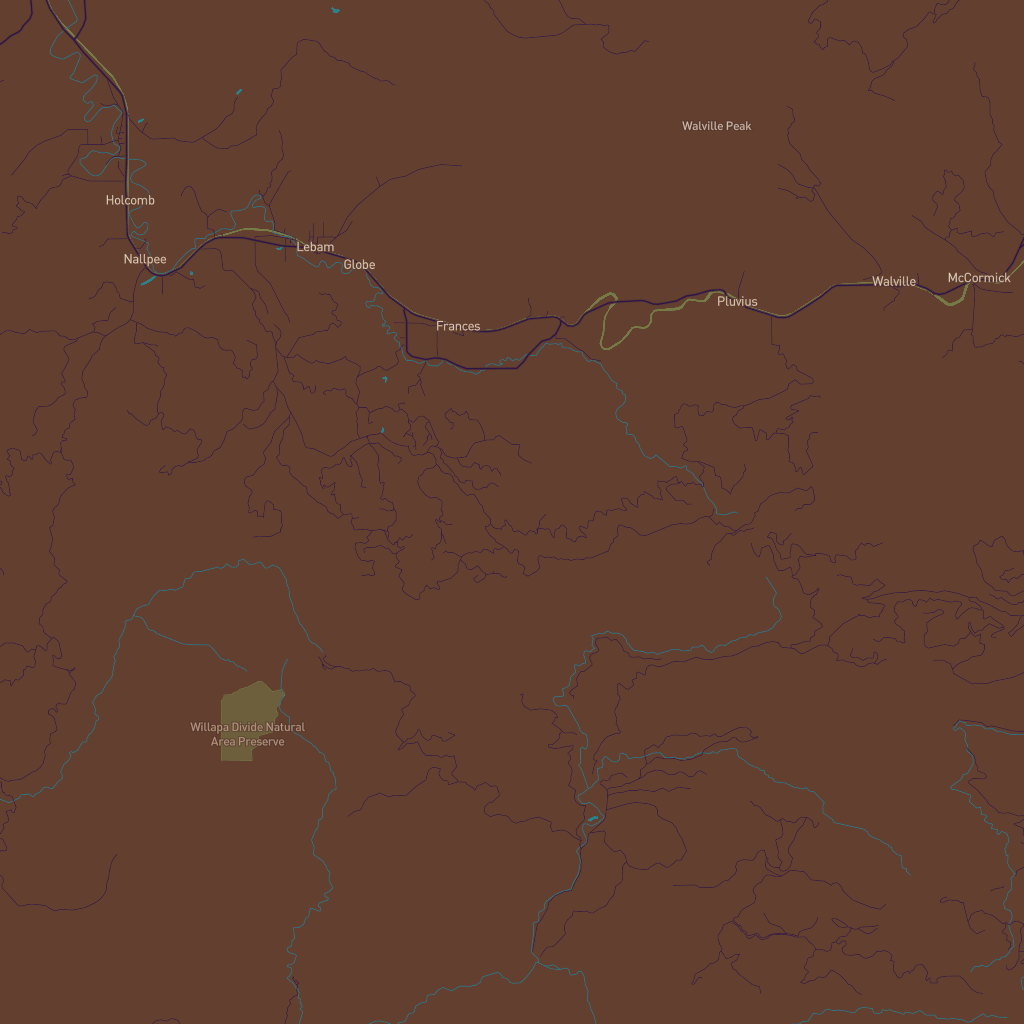 Walville Peak
Holcomb
Lebam
Nallpee
Globe
McCormick
Walville
Pluvius
Frances
Willapa Divide Natural
Area Preserve